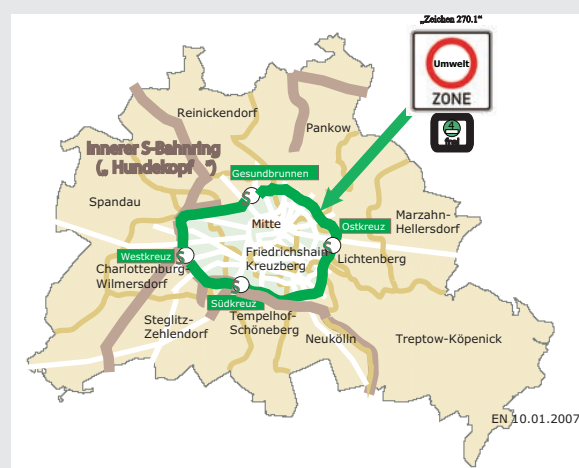 „Zeichen 270.1“
Umwelt
ZONE
4
frei
Reinickendorf
Pankow
Innerer S-Bahnring
(„ Hundekopf “)
Gesundbrunnen
S
Spandau
Mitte
Ostkreuz
S
Marzahn-
Hellersdorf
Westkreuz
S
Friedrichshain-
Kreuzberg
Lichtenberg
Charlottenburg-
Wilmersdorf
S
Südkreuz
Tempelhof-
Schöneberg
Steglitz-
Zehlendorf
Neukölln
Treptow-Köpenick
EN 10.01.2007